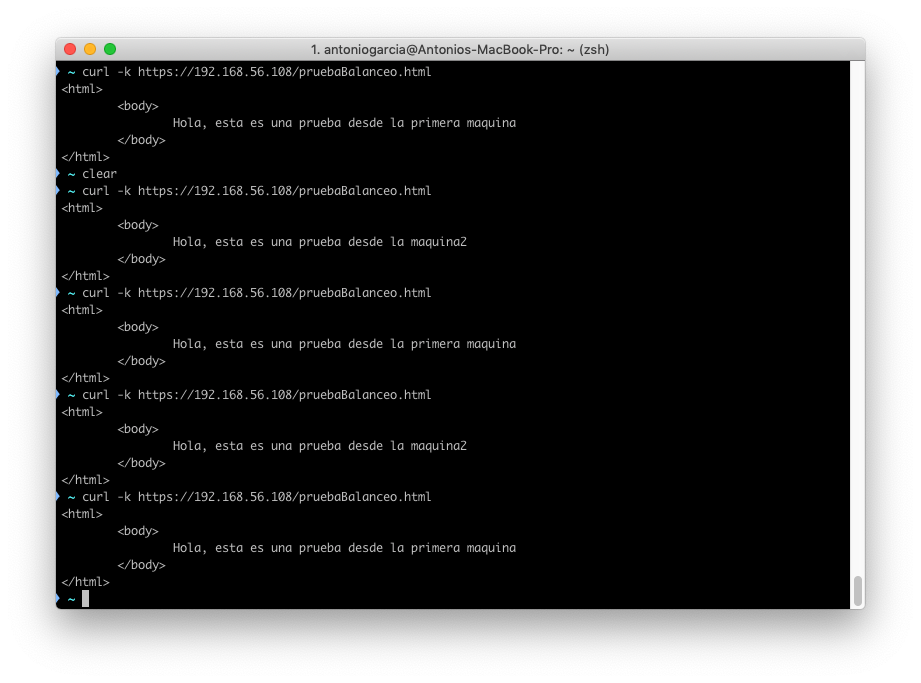 1. antoniogarcia@Antonios-MacBook-Pro: ~ (zsh)
~ curl -k https://192.168.56.108/pruebaBalanceo.html
<html>
<body>
Hola, esta es una prueba desde la primera maquina
</body>
</html>
~ clear
~ curl -k https://192.168.56.108/pruebaBalanceo.html
<html>
<body>
Hola, esta es una prueba desde la maquina2
</body>
</html>
~ curl -k https://192.168.56.108/pruebaBalanceo.html
<html>
<body>
Hola, esta es una prueba desde la primera maquina
</body>
</html>
~ curl -k https://192.168.56.108/pruebaBalanceo.html
<html>
<body>
Hola, esta es una prueba desde la maquina2
</body>
</html>
~ curl -k https://192.168.56.108/pruebaBalanceo.html
<html>
<body>
Hola, esta es una prueba desde la primera maquina
</body>
</html>
~